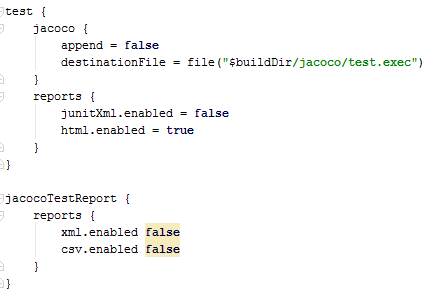 test {
    jacoco {
        append = false
        destinationFile = file("$buildDir/jacoco/test.exec")
    }
    reports {
        junitXml.enabled = false
        html.enabled = true
    }
}

jacocoTestReport {
    reports {
        xml.enabled false
        csv.enabled false
    }
}